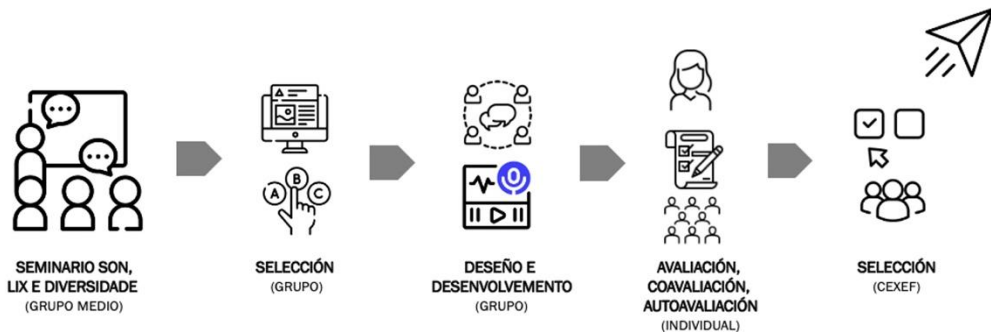 A
B
C
SEMINARIO SON,
LIX E DIVERSIDADE
(GRUPO MEDIO)
SELECCIÓN
(GRUPO)
DESEÑO E
DESENVOLVEMENTO
(GRUPO)
AVALIACIÓN,
COAVALIACIÓN,
AUTOAVALIACIÓN
(INDIVIDUAL)
SELECCIÓN
(CEXEF)